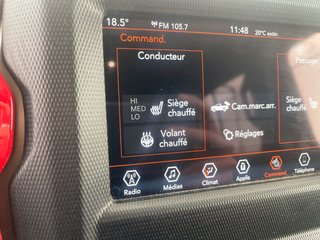 18.5°
FM 105.7
11:48
20°C extér.
Command.
Conducteur
Passager
HI
MED
LO
Siège
chauffé
Cam.marc.arr.
Siège
chauffé
Volant
chauffé
Réglages
Radio
Médias
Climat
Applis
Command.
Téléphone